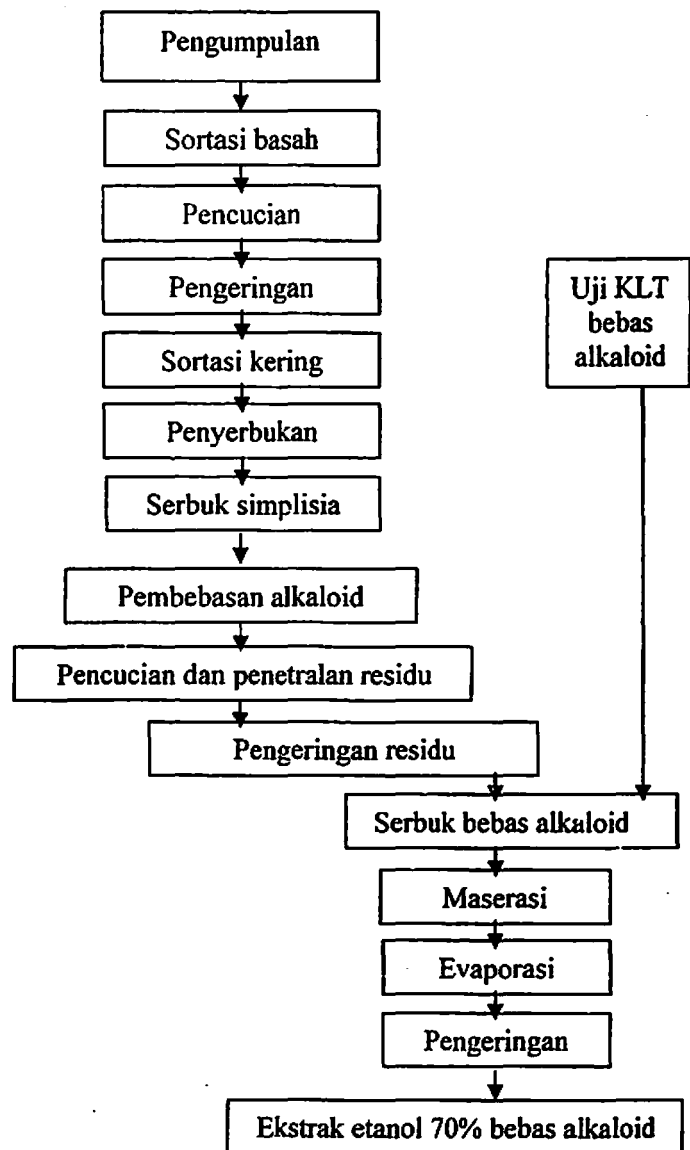 Pengumpulan
Sortasi basah
Pencucian
Pengeringan
Sortasi kering
Penyerbukan
Serbuk simplisia
Pembebasan alkaloid
Pencucian dan penetralan residu
Pengeringan residu
Uji KLT
bebas
alkaloid
Serbuk bebas alkaloid
Maserasi
Evaporasi
Pengeringan
Ekstrak etanol 70% bebas alkaloid